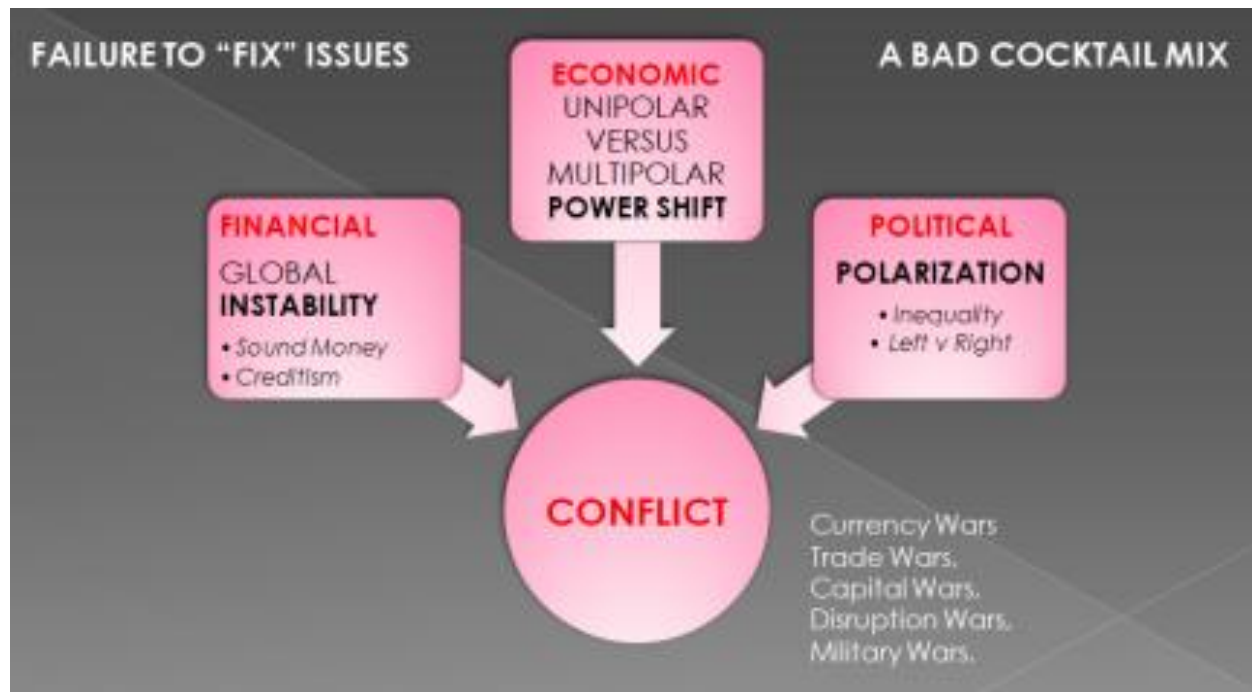 FAILURE TO “FIX” ISSUES
A BAD COCKTAIL MIX
ECONOMIC
UNIPOLAR
VERSUS
MULTIPOLAR
POWER SHIFT
FINANCIAL
GLOBAL
INSTABILITY
• Sound Money
• Creditism
POLITICAL
POLARIZATION
• Inequality
• Left v Right
CONFLICT
Currency Wars
Trade Wars,
Capital Wars,
Disruption Wars,
Military Wars.